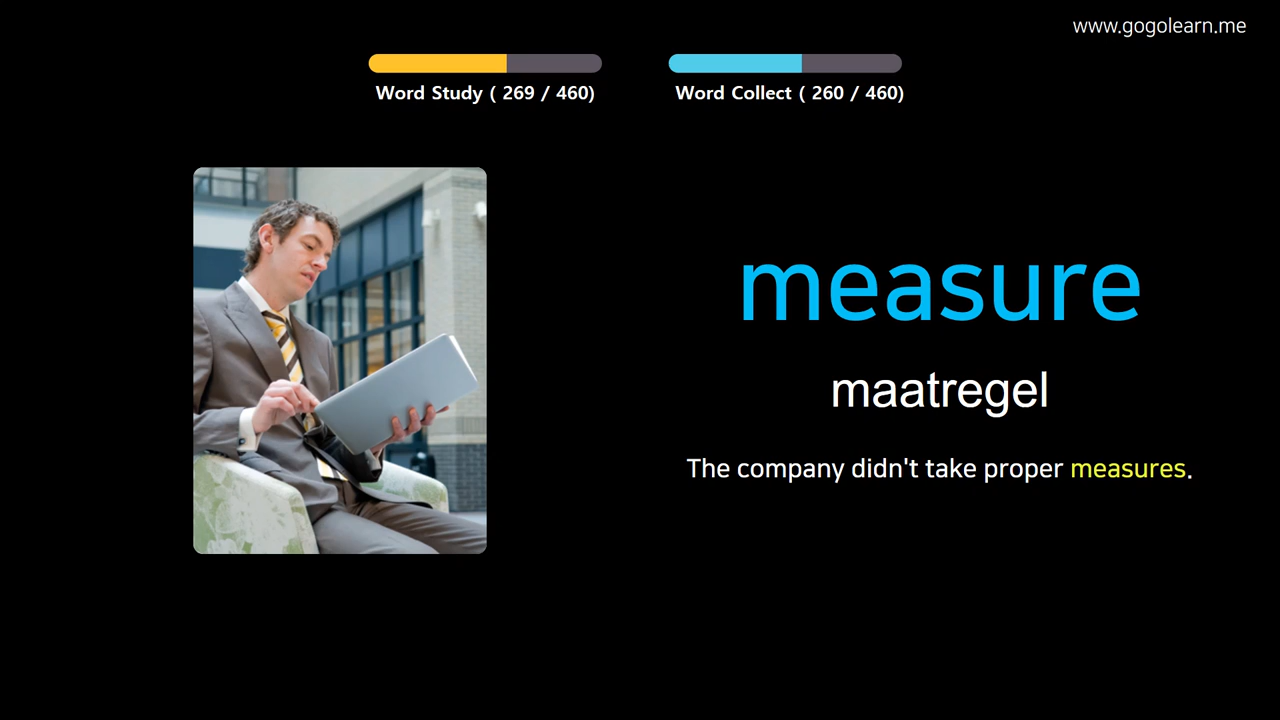 www.gogolearn.me
Word Study ( 269 / 460)
Word Collect ( 260 / 460)
measure
maatregel
The company didn't take proper measures.